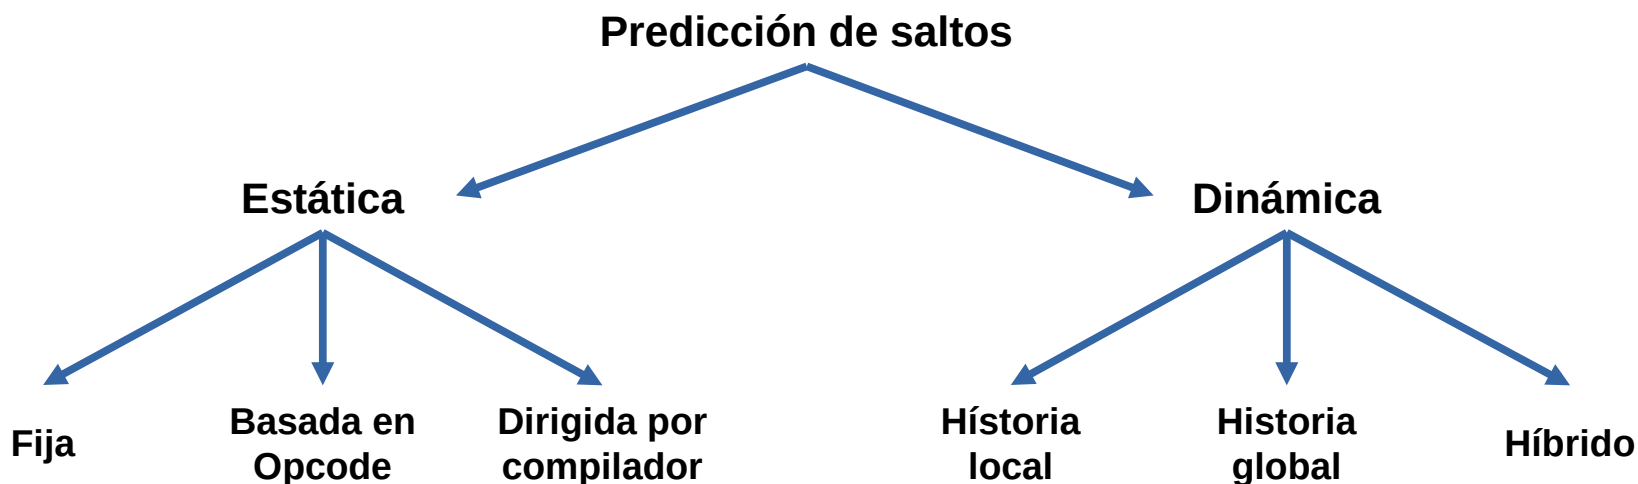 Predicción de saltos
Estática
Dinámica
Fija
Basada en
Opcode
Dirigida por
compilador
Hístoria
local
Historia
global
Híbrido